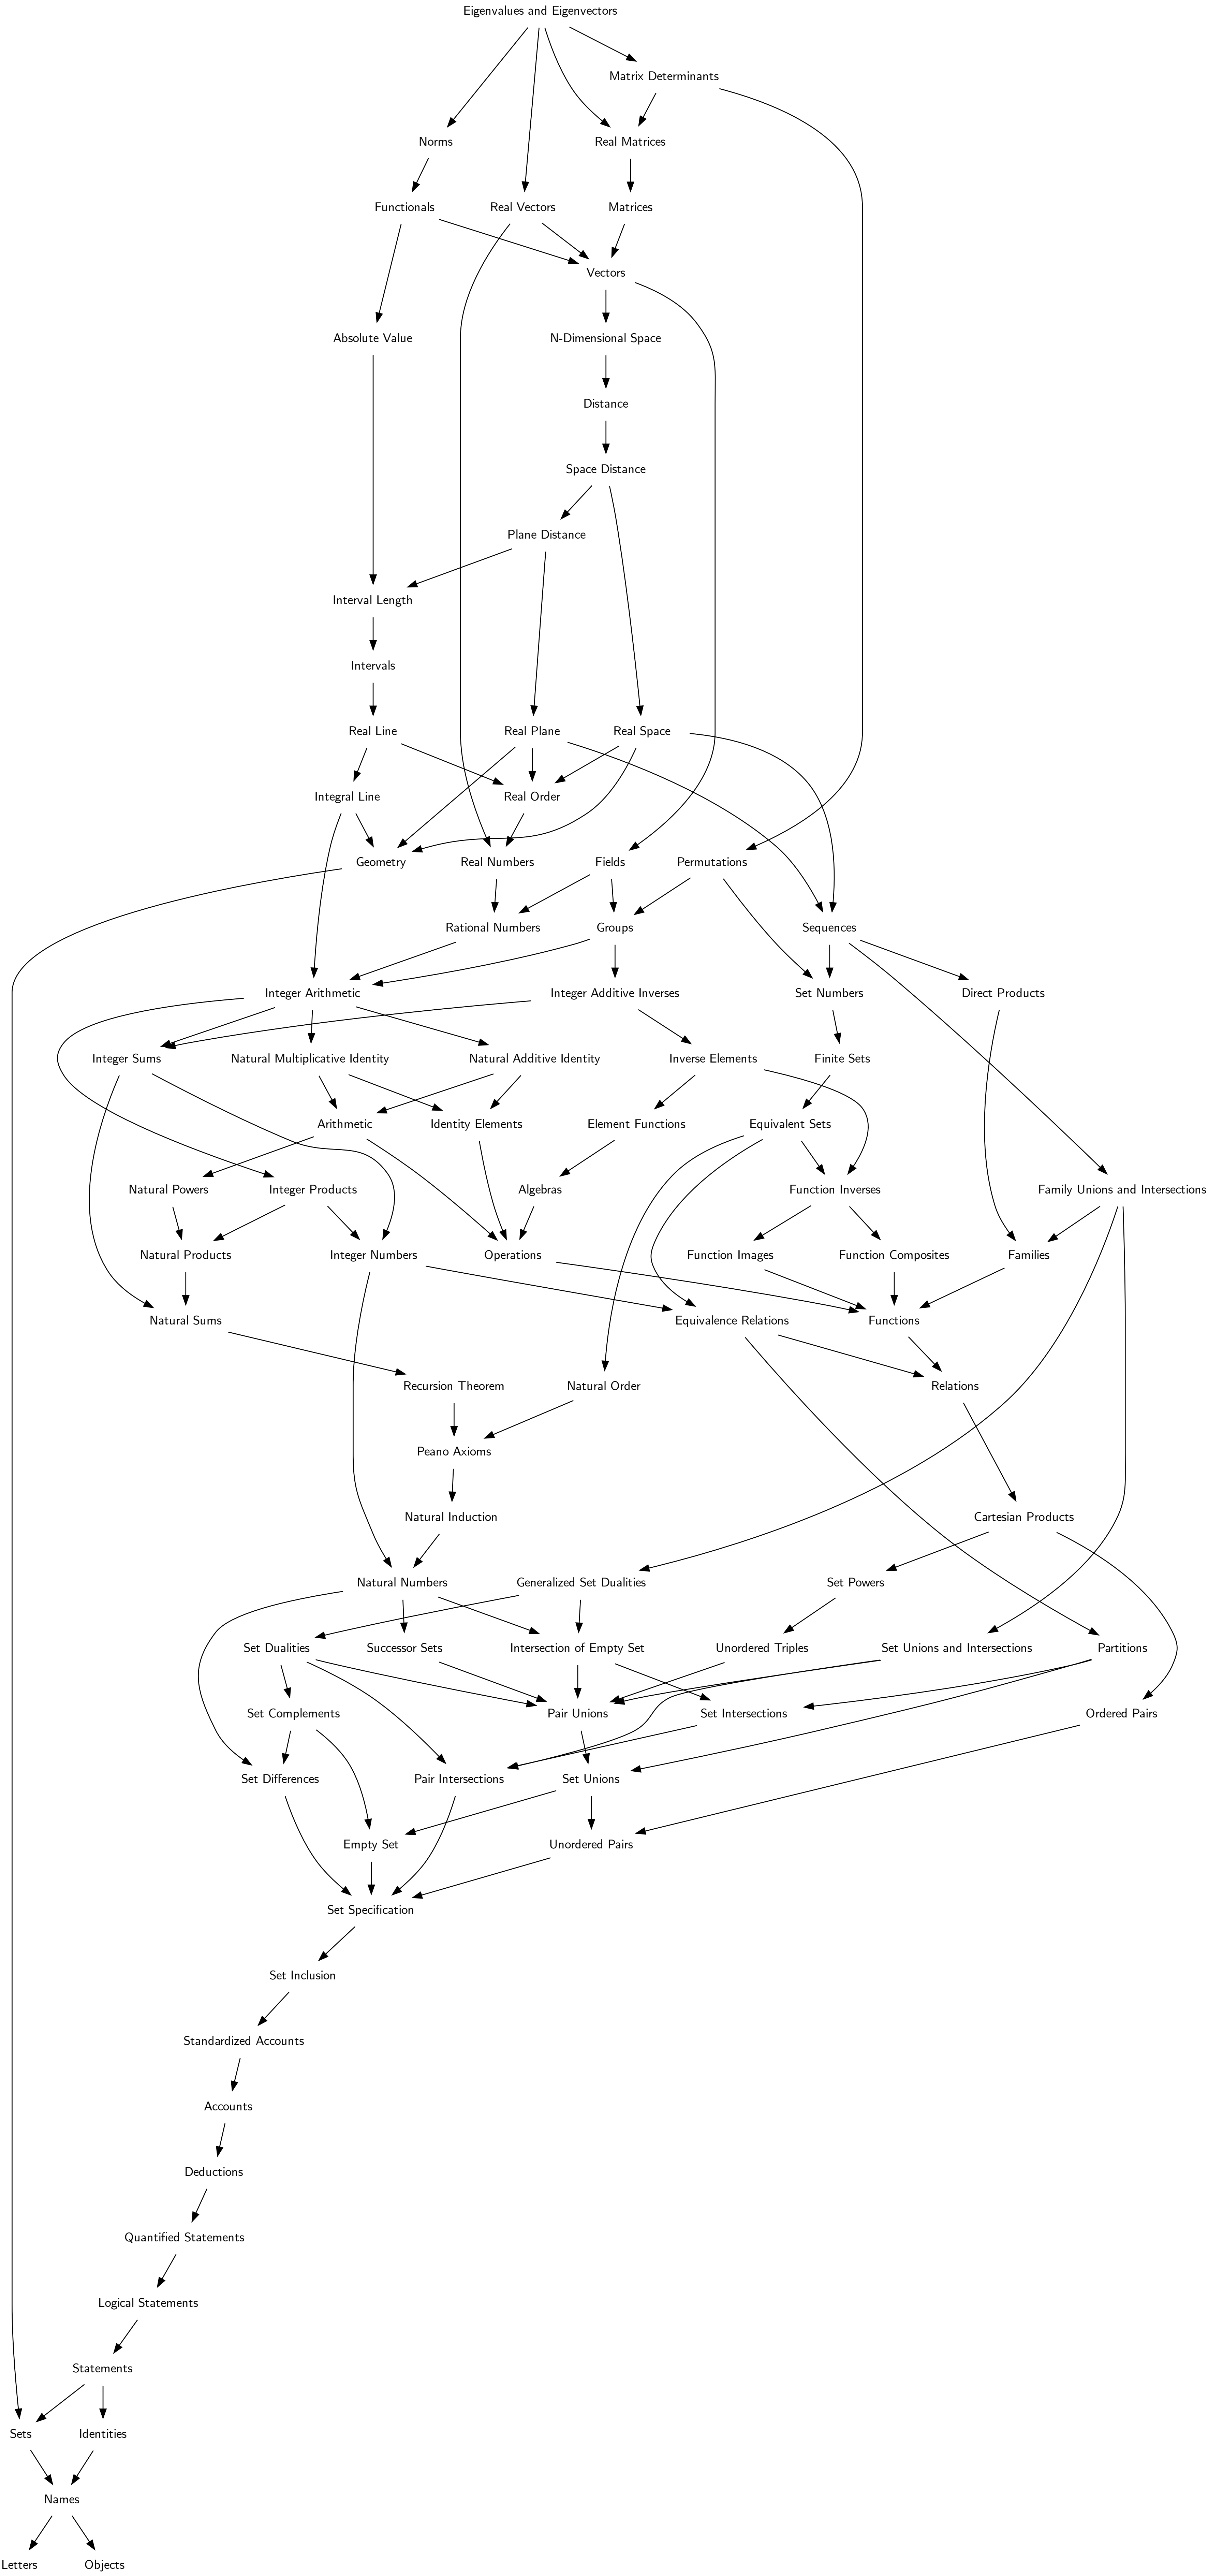 Eigenvalues and Eigenvectors
Matrix Determinants
Norms
Real Matrices
Functionals
Real Vectors
Matrices
Vectors
Absolute Value
N-Dimensional Space
Distance
Space Distance
Plane Distance
Interval Length
Intervals
Real Line
Real Plane
Real Space
Integral Line
Real Order
Geometry
Real Numbers
Fields
Permutations
Rational Numbers
Groups
Sequences
Integer Arithmetic
Integer Additive Inverses
Set Numbers
Direct Products
Integer Sums
Natural Multiplicative Identity
Natural Additive Identity
Inverse Elements
Finite Sets
Arithmetic
Identity Elements
Element Functions
Equivalent Sets
Natural Powers
Integer Products
Algebras
Function Inverses
Family Unions and Intersections
Natural Products
Integer Numbers
Operations
Function Images
Function Composites
Families
Natural Sums
Equivalence Relations
Functions
Recursion Theorem
Natural Order
Relations
Peano Axioms
Natural Induction
Cartesian Products
Natural Numbers
Generalized Set Dualities
Set Powers
Set Dualities
Successor Sets
Intersection of Empty Set
Unordered Triples
Set Unions and Intersections
Partitions
Set Complements
Pair Unions
Set Intersections
Ordered Pairs
Set Differences
Pair Intersections
Set Unions
Empty Set
Unordered Pairs
Set Specification
Set Inclusion
Standardized Accounts
Accounts
Deductions
Quantified Statements
Logical Statements
Statements
Sets
Identities
Names
Letters
Objects